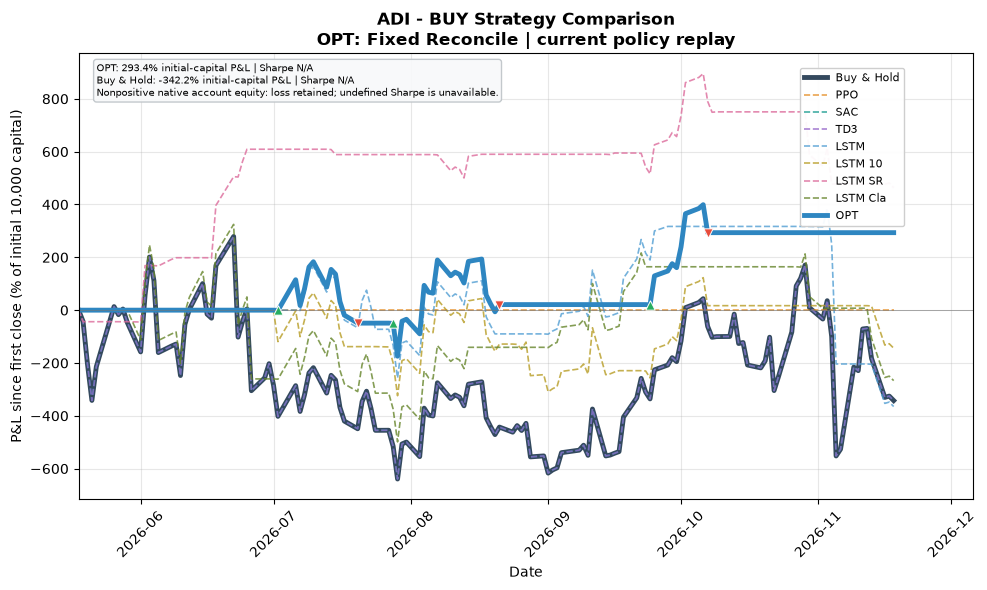 ADI - BUY Strategy Comparison
OPT: Fixed Reconcile | current policy replay
OPT: 293.4% initial-capital P&L | Sharpe N/A
Buy & Hold: -342.2% initial-capital P&L | Sharpe N/A
Nonpositive native account equity: loss retained; undefined Sharpe is unavailable.
Buy & Hold
PPO
SAC
TD3
LSTM
LSTM 10
LSTM SR
LSTM Cla
OPT
P&L since first close (% of initial 10,000 capital)
800
600
400
200
0
−200
−400
−600
2026-06
2026-07
2026-08
2026-09
2026-10
2026-11
2026-12
Date